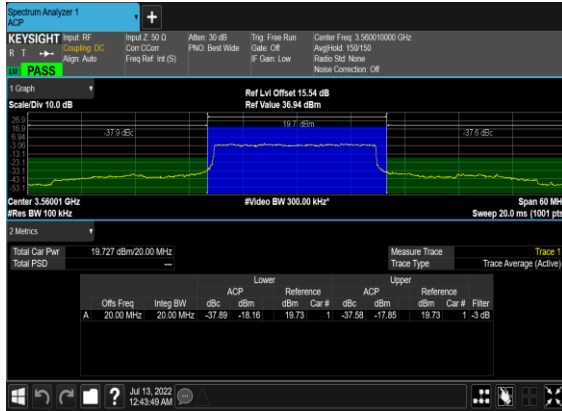 Spectrum Analyzer 1
ACP
+
KEYSIGHT Input: RF Input Z: 50 Ω Atten: 30 dB Trig: Free Run Center Freq: 3.560010000 GHz
R T Coupling: DC Corr CCorr PNO: Best Wide Gate: Off Avg|Hold: 150/150
Align: Auto Freq Ref: Int (S) IF Gain: Low Radio Std: None
LW PASS Noise Correction: Off
1 Graph
Ref Lvl Offset 15.54 dB
Scale/Div 10.0 dB Ref Value 36.94 dBm
26.9
16.9
6.94
-3.06
-13.1
-23.1
-33.1
-43.1
-53.1
-37.9 dBc 19.7 dBm -37.6 dBc
Center 3.56001 GHz #Video BW 300.00 kHz* Span 60 MH
#Res BW 100 kHz Sweep 20.0 ms (1001 pts
2 Metrics
Total Car Pwr 19.727 dBm/20.00 MHz Measure Trace Trace 1
Total PSD --- Trace Type Trace Average (Active)
Lower Upper
ACP Reference ACP Reference
Offs Freq Integ BW dBc dBm dBm Car # dBc dBm dBm Car # Filter
A 20.00 MHz 20.00 MHz -37.89 -18.16 19.73 1 -37.58 -17.85 19.73 1 -3 dB
? Jul 13, 2022
12:43:49 AM